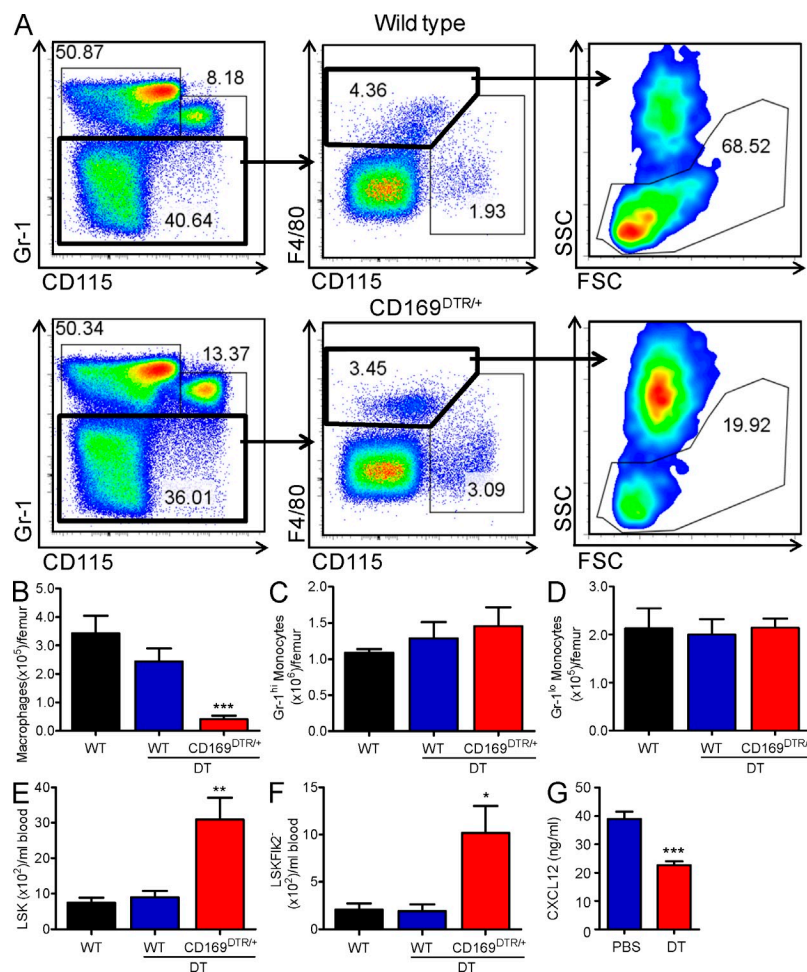 A
Wild type
50.87
8.18
40.64
Gr-1
CD115
4.36
1.93
F4/80
CD115
68.52
SSC
FSC
CD169DTR/+
50.34
13.37
36.01
Gr-1
CD115
3.45
3.09
F4/80
CD115
19.92
SSC
FSC
B
Macrophages(x10⁵)/femur
5.0
4.0
3.0
2.0
1.0
0.0
***
WT
WT
CD169DTR/+
DT
C
Gr-1hi Monocytes
(x10⁶)/femur
2.0
1.5
1.0
0.5
0.0
WT
WT
CD169DTR/+
DT
D
Gr-1lo Monocytes
(x10⁵)/femur
3.0
2.0
1.0
0.0
WT
WT
CD169DTR/+
DT
E
LSK (x10²)/ml blood
40
30
20
10
0
**
WT
WT
CD169DTR/+
DT
F
LSKFlk2⁻
(x10²)/ml blood
15
10
5
0
*
WT
WT
CD169DTR/+
DT
G
CXCL12 (ng/ml)
50
40
30
20
10
0
***
PBS
DT